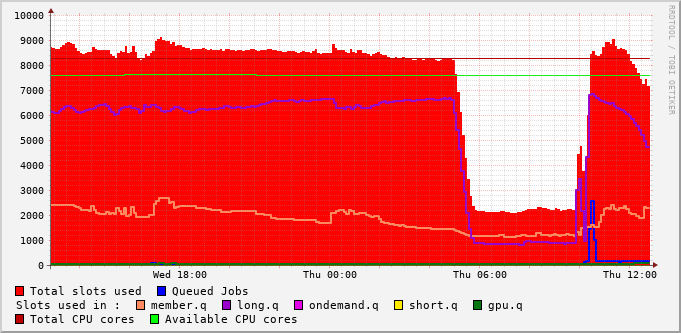 RRDTOOL / TOBI OETIKER
10000
9000
8000
7000
6000
5000
4000
3000
2000
1000
0
Wed 18:00 Thu 00:00 Thu 06:00 Thu 12:00
Total slots used Queued Jobs
Slots used in : member.q long.q ondemand.q short.q gpu.q
Total CPU cores Available CPU cores